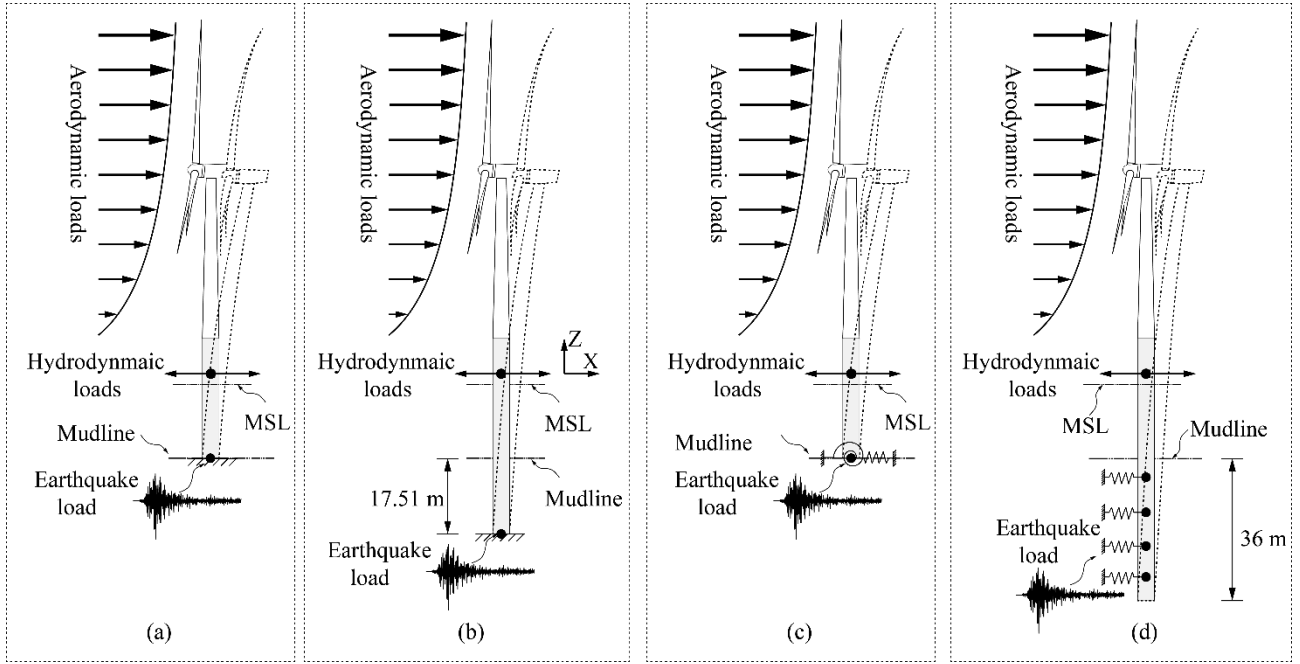 Aerodynamic loads
Hydrodynmaic
loads
MSL
Mudline
Earthquake
load
(a)
Aerodynamic loads
Z
X
Hydrodynmaic
loads
MSL
Mudline
17.51 m
Earthquake
load
(b)
Aerodynamic loads
Hydrodynmaic
loads
MSL
Mudline
Earthquake
load
(c)
Aerodynamic loads
Hydrodynmaic
loads
MSL
Mudline
Earthquake
load
36 m
(d)